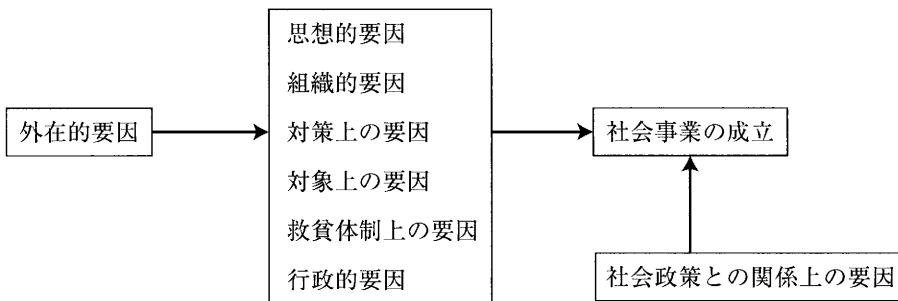 外在的要因
思想的要因
組織的要因
対策上の要因
対象上の要因
救貧体制上の要因
行政的要因
社会事業の成立
社会政策との関係上の要因